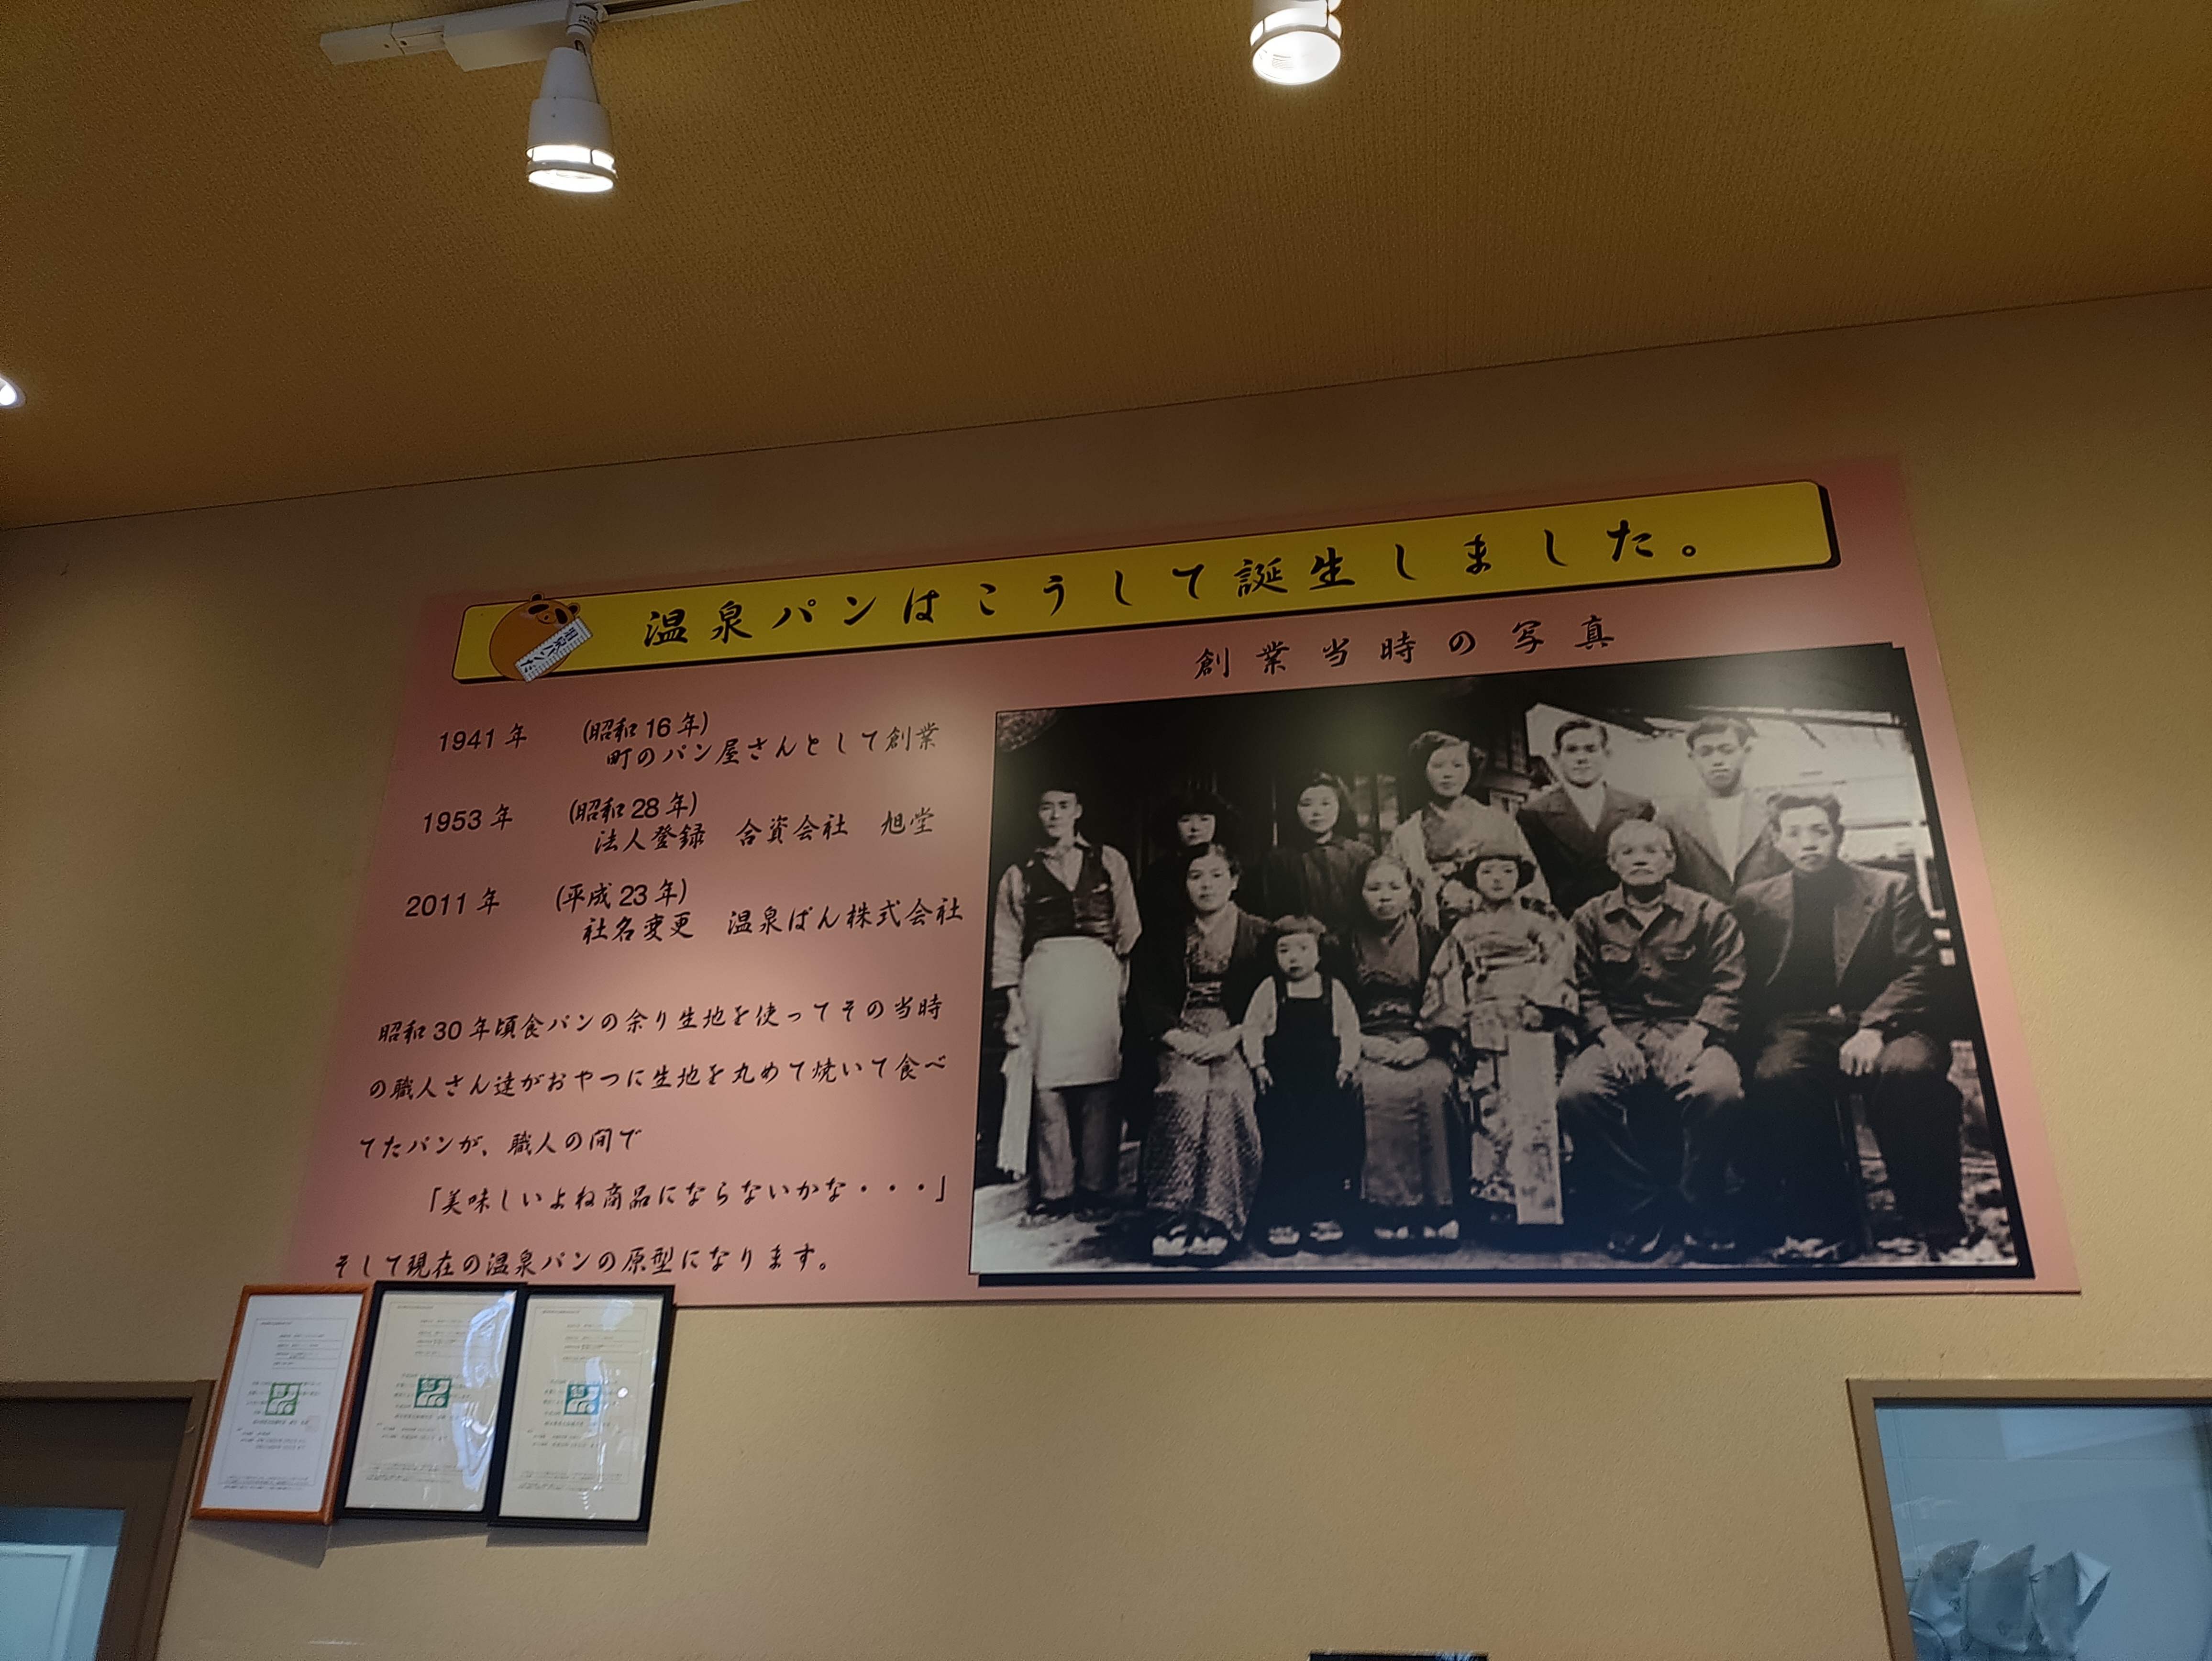 温泉パンはこうして誕生しました。
温泉パンだ
創業当時の写真
1941年 (昭和16年)
町のパン屋さんとして創業
1953年 (昭和28年)
法人登録 合資会社 旭堂
2011年 (平成23年)
社名変更 温泉ぱん株式会社
昭和30年頃食パンの余り生地を使ってその当時
の職人さん達がおやつに生地を丸めて焼いて食べ
てたパンが、職人の間で
「美味しいよね商品にならないかな・・・」
そして現在の温泉パンの原型になります。